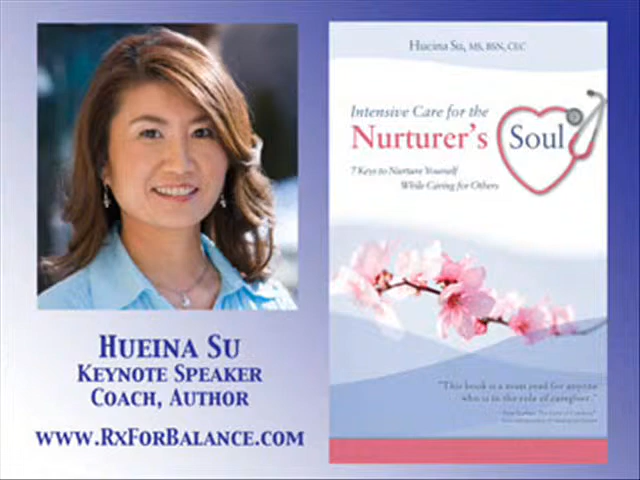 HUEINA SU
KEYNOTE SPEAKER
COACH, AUTHOR
WWW.RXFORBALANCE.COM
Hueina Su, MS, BSN, CEC
Intensive Care for the
Nurturer's Soul
7 Keys to Nurture Yourself
While Caring for Others
"This book is a must read for anyone
who is in the role of caregiver."